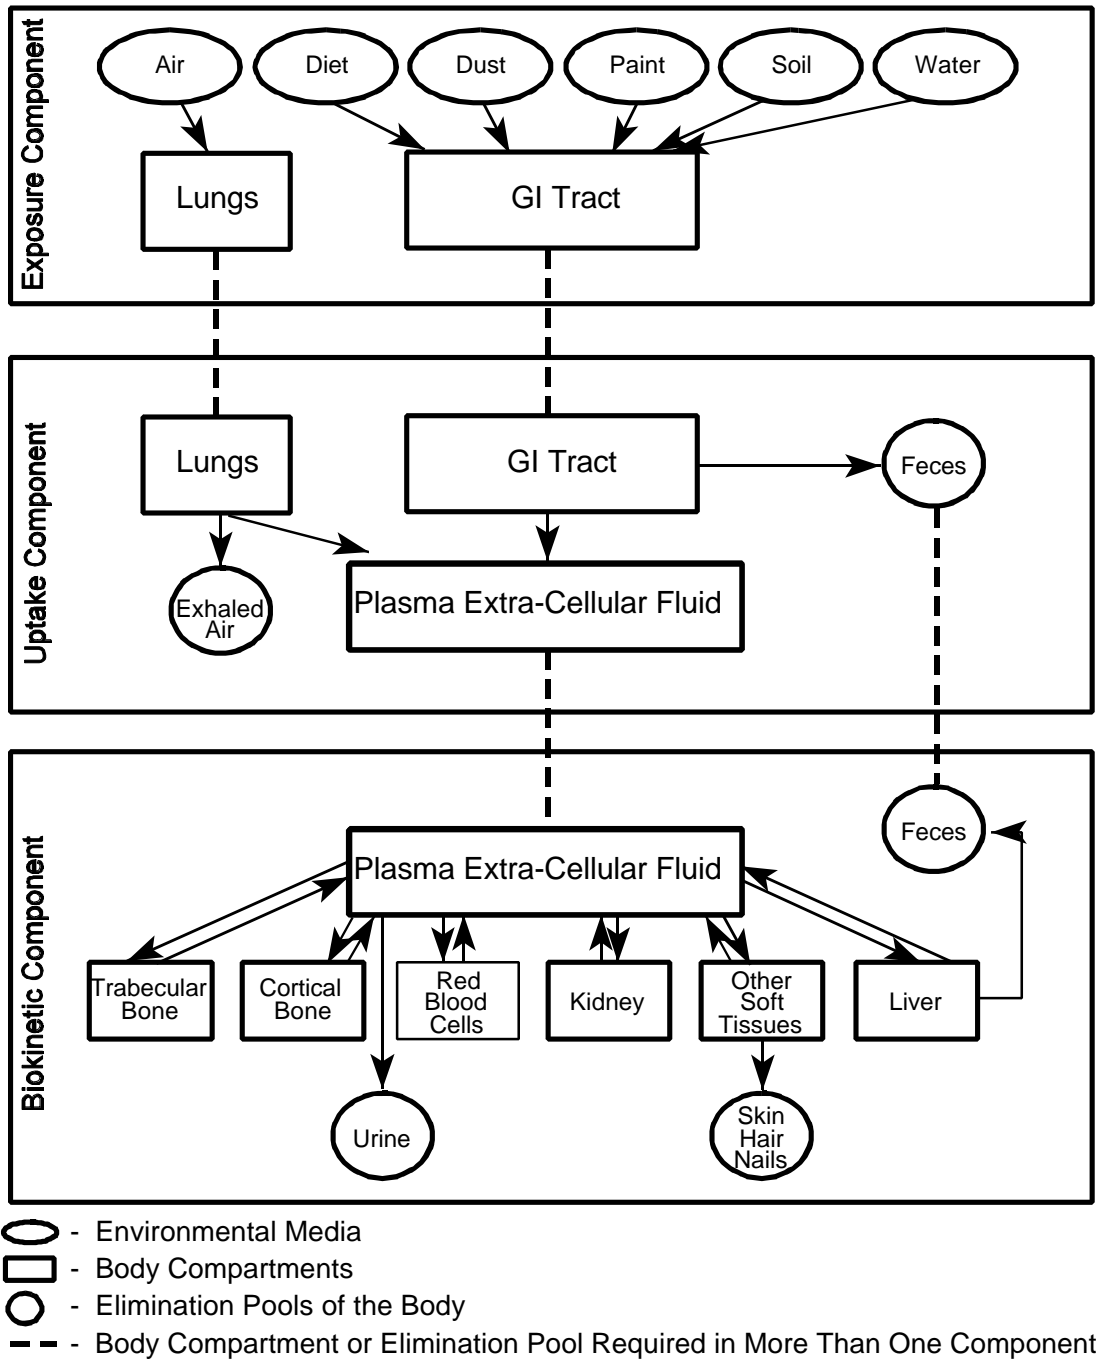 Exposure Component
Air
Diet
Dust
Paint
Soil
Water
Lungs
GI Tract
Uptake Component
Lungs
GI Tract
Feces
Exhaled
Air
Plasma Extra-Cellular Fluid
Biokinetic Component
Feces
Plasma Extra-Cellular Fluid
Trabecular
Bone
Cortical
Bone
Red
Blood
Cells
Kidney
Other
Soft
Tissues
Liver
Urine
Skin
Hair
Nails
- Environmental Media
- Body Compartments
- Elimination Pools of the Body
- Body Compartment or Elimination Pool Required in More Than One Component